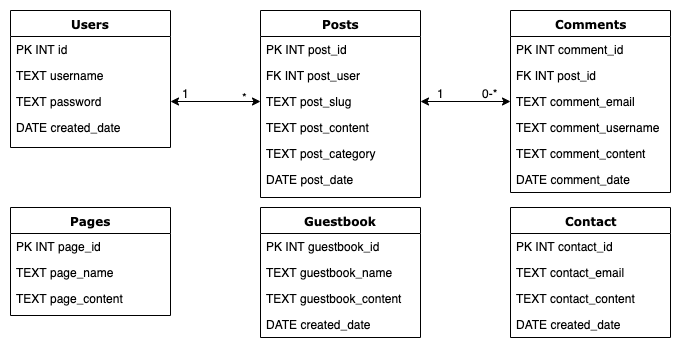 Users
PK INT id
TEXT username
TEXT password
DATE created_date
1
*
Posts
PK INT post_id
FK INT post_user
TEXT post_slug
TEXT post_content
TEXT post_category
DATE post_date
1
0-*
Comments
PK INT comment_id
FK INT post_id
TEXT comment_email
TEXT comment_username
TEXT comment_content
DATE comment_date
Pages
PK INT page_id
TEXT page_name
TEXT page_content
Guestbook
PK INT guestbook_id
TEXT guestbook_name
TEXT guestbook_content
DATE created_date
Contact
PK INT contact_id
TEXT contact_email
TEXT contact_content
DATE created_date